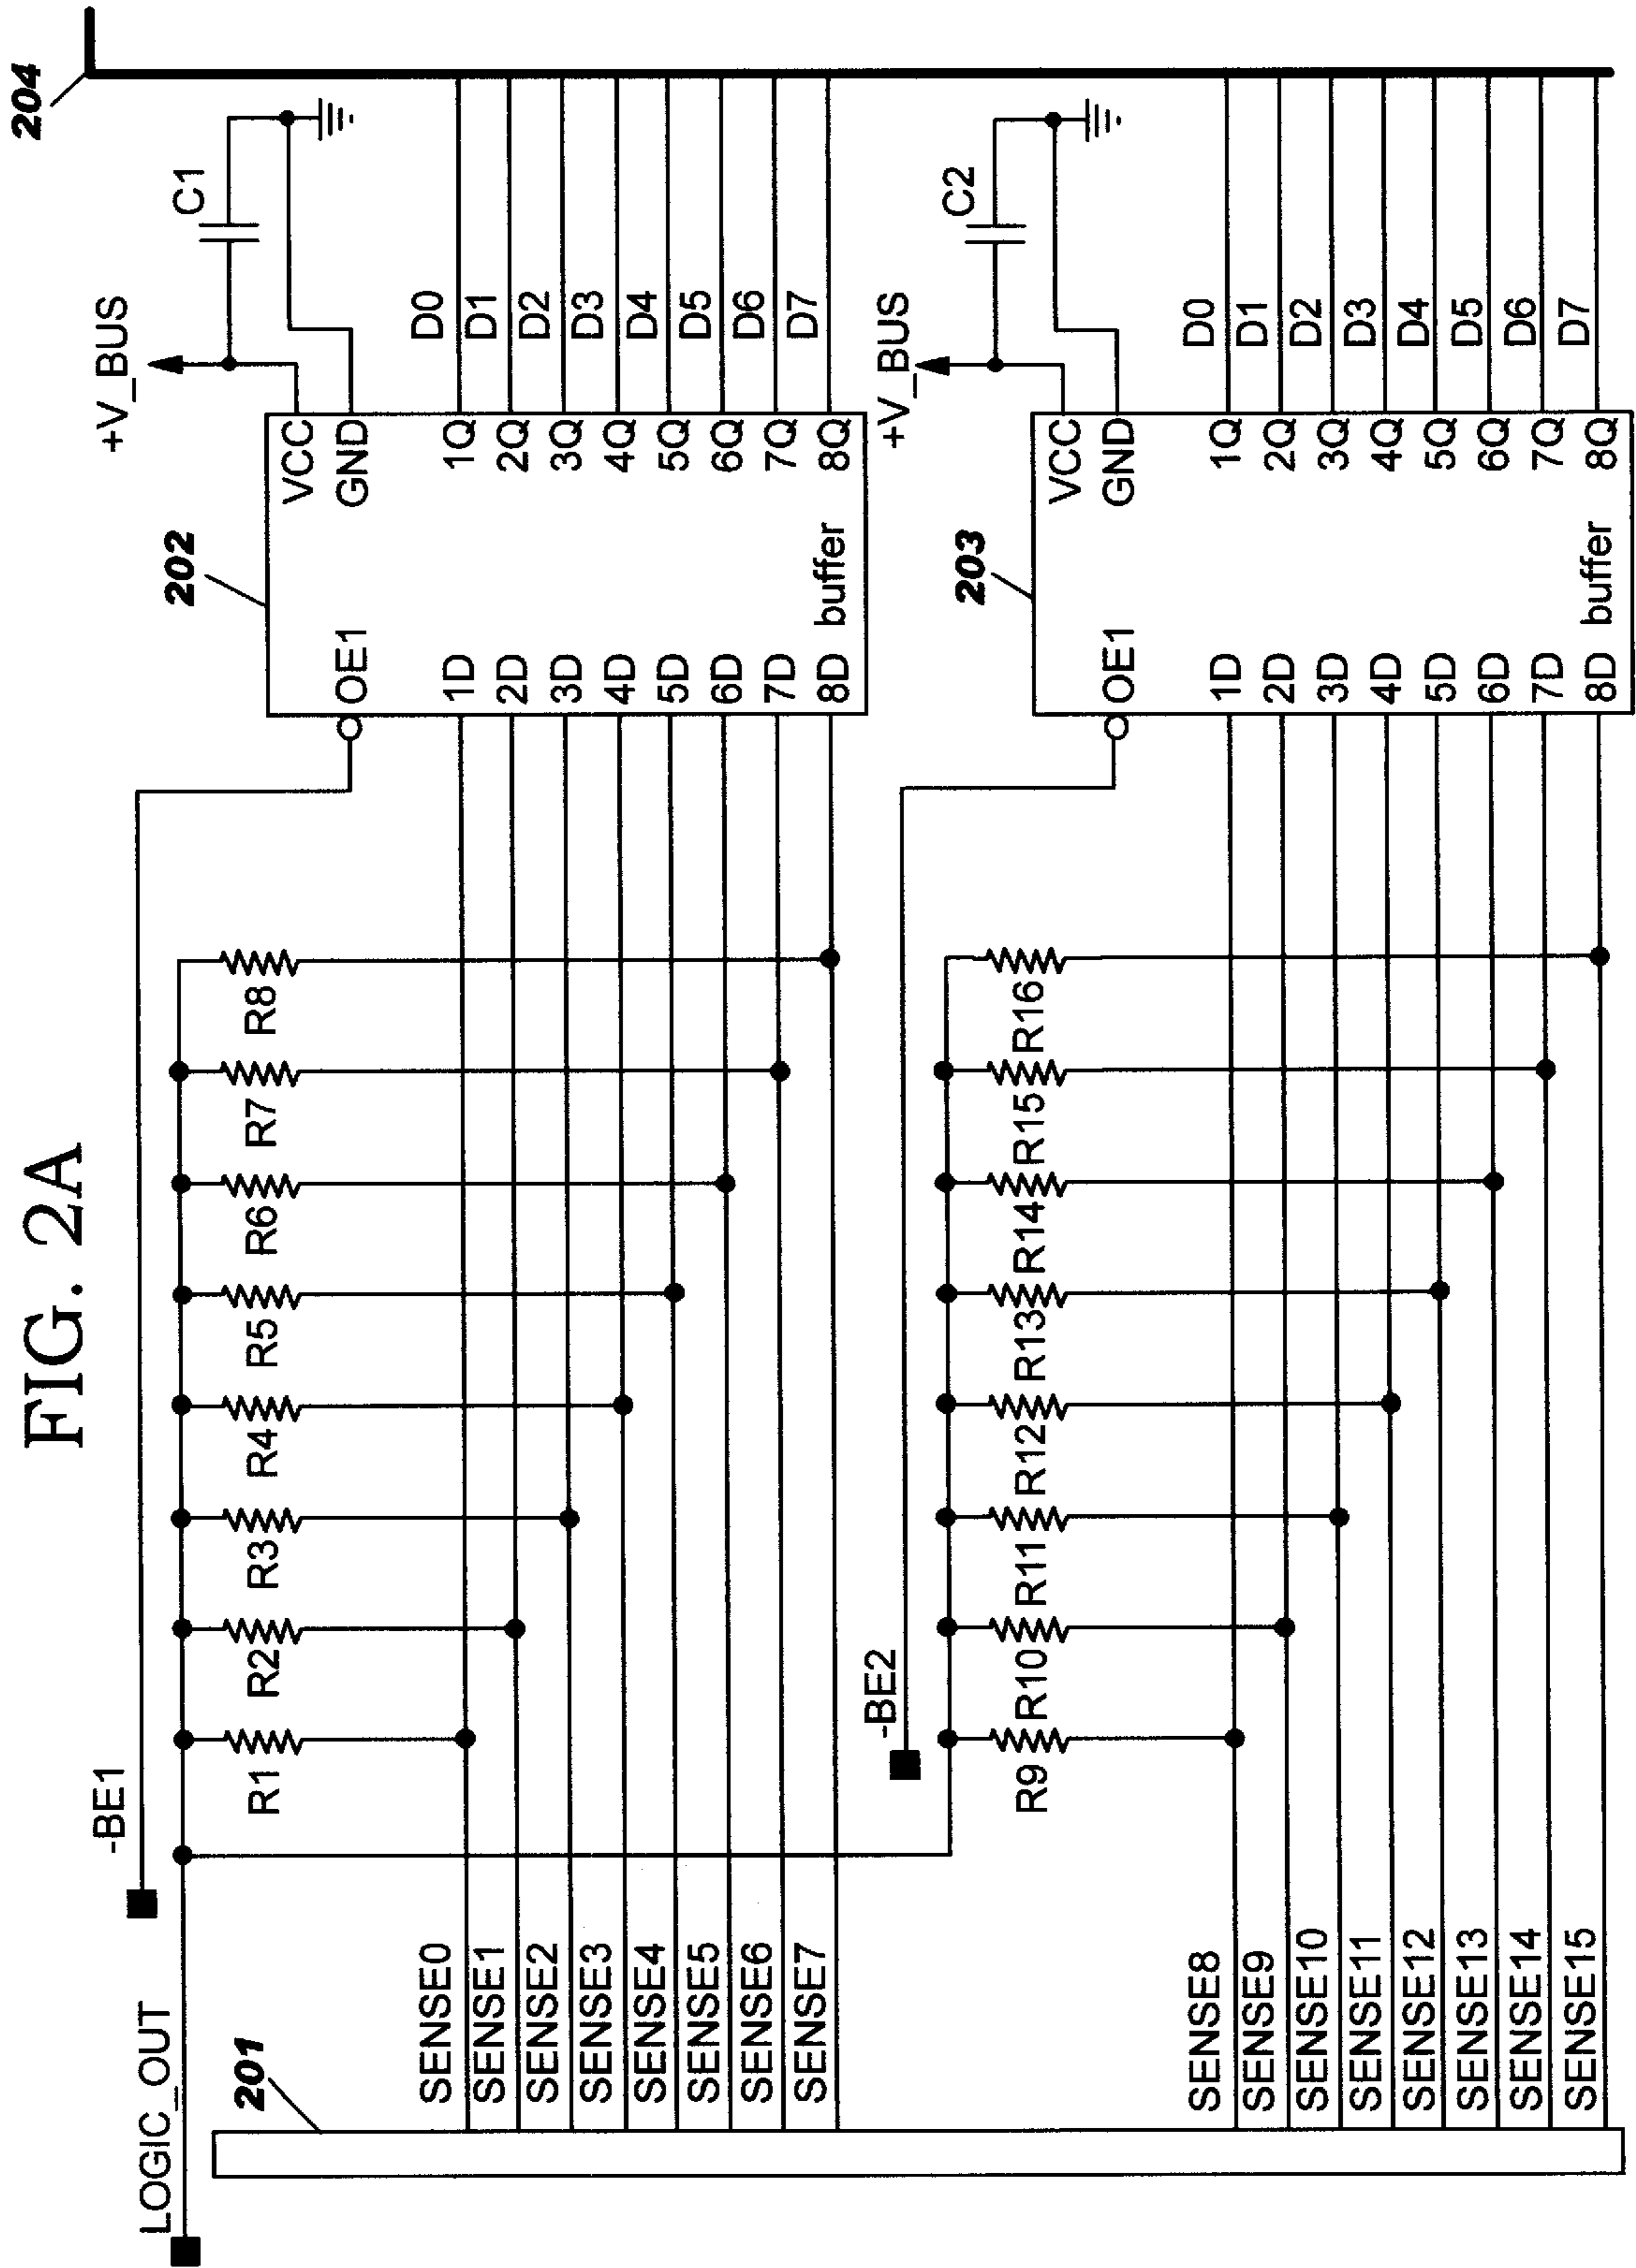 FIG. 2A
204
LOGIC_OUT
-BE1
201
R1
R2
R3
R4
R5
R6
R7
R8
202
+V_BUS
C1
OE1
VCC
GND
SENSE0
1D
1Q
D0
SENSE1
2D
2Q
D1
SENSE2
3D
3Q
D2
SENSE3
4D
4Q
D3
SENSE4
5D
5Q
D4
SENSE5
6D
6Q
D5
SENSE6
7D
7Q
D6
SENSE7
8D
buffer
8Q
D7
-BE2
R9
R10
R11
R12
R13
R14
R15
R16
203
+V_BUS
C2
OE1
VCC
GND
SENSE8
1D
1Q
D0
SENSE9
2D
2Q
D1
SENSE10
3D
3Q
D2
SENSE11
4D
4Q
D3
SENSE12
5D
5Q
D4
SENSE13
6D
6Q
D5
SENSE14
7D
7Q
D6
SENSE15
8D
buffer
8Q
D7